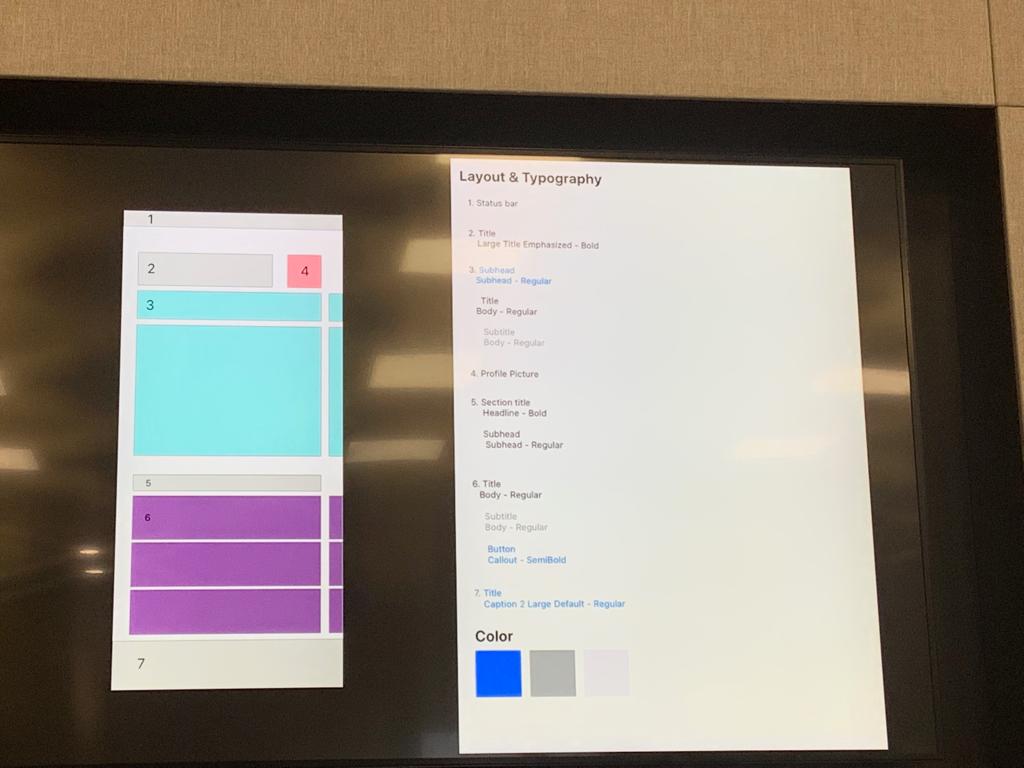 1
2
4
3
5
6
7
Layout & Typography
1. Status bar
2. Title
Large Title Emphasized - Bold
3. Subhead
Subhead - Regular
Title
Body - Regular
Subtitle
Body - Regular
4. Profile Picture
5. Section title
Headline - Bold
Subhead
Subhead - Regular
6. Title
Body - Regular
Subtitle
Body - Regular
Button
Callout - SemiBold
7. Title
Caption 2 Large Default - Regular
Color